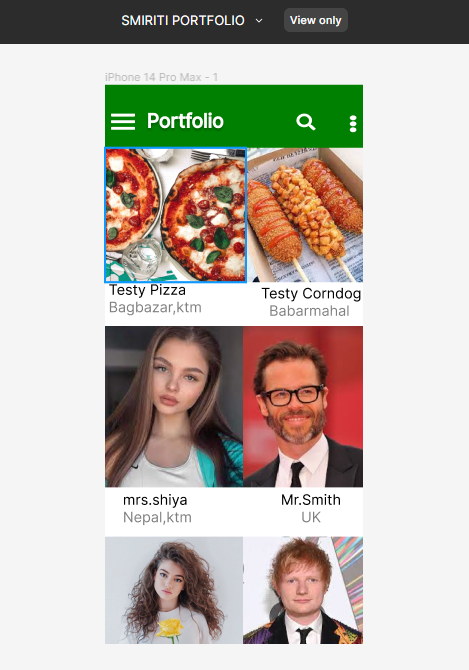 SMIRITI PORTFOLIO
View only
iPhone 14 Pro Max - 1
Portfolio
Testy Pizza
Bagbazar,ktm
Testy Corndog
Babarmahal
mrs.shiya
Nepal,ktm
Mr.Smith
UK